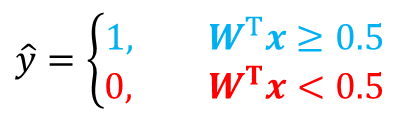 ŷ = { 1, Wᵀx ≥ 0.5
0, Wᵀx < 0.5